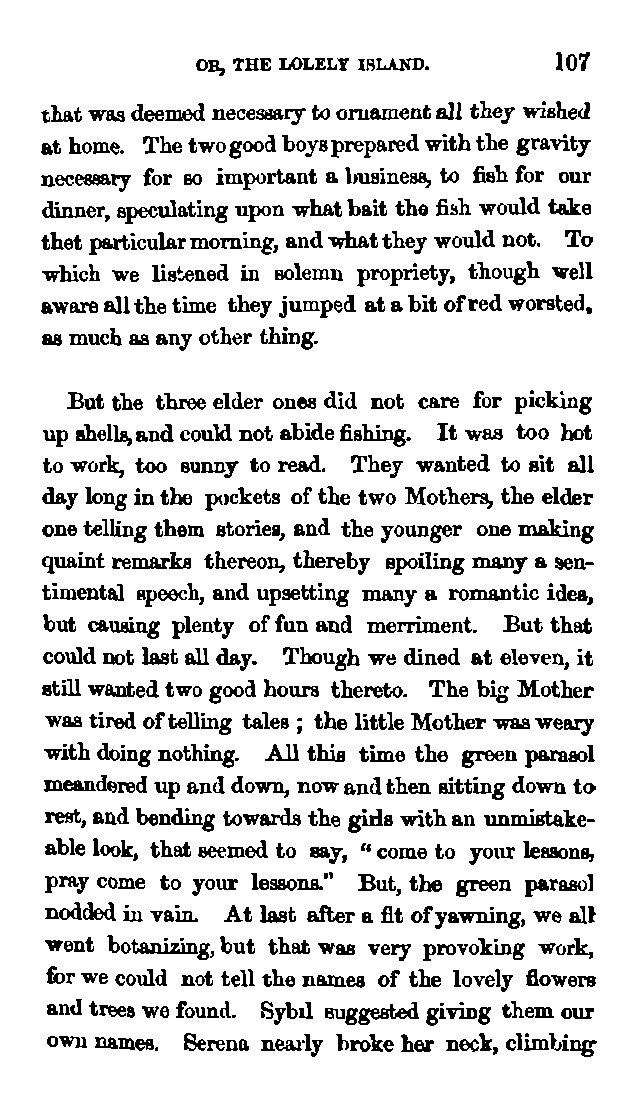 OR, THE LOLELY ISLAND. 107
that was deemed necessary to ornament all they wished
at home. The two good boys prepared with the gravity
necessary for so important a business, to fish for our
dinner, speculating upon what bait the fish would take
thet particular morning, and what they would not. To
which we listened in solemn propriety, though well
aware all the time they jumped at a bit of red worsted,
as much as any other thing.
But the three elder ones did not care for picking
up shells, and could not abide fishing. It was too hot
to work, too sunny to read. They wanted to sit all
day long in the pockets of the two Mothers, the elder
one telling them stories, and the younger one making
quaint remarks thereon, thereby spoiling many a sen-
timental speech, and upsetting many a romantic idea,
but causing plenty of fun and merriment. But that
could not last all day. Though we dined at eleven, it
still wanted two good hours thereto. The big Mother
was tired of telling tales ; the little Mother was weary
with doing nothing. All this time the green parasol
meandered up and down, now and then sitting down to
rest, and bending towards the girls with an unmistake-
able look, that seemed to say, "come to your lessons,
pray come to your lessons." But, the green parasol
nodded in vain. At last after a fit of yawning, we all
went botanizing, but that was very provoking work,
for we could not tell the names of the lovely flowers
and trees we found. Sybil suggested giving them our
own names. Serena nearly broke her neck, climbing